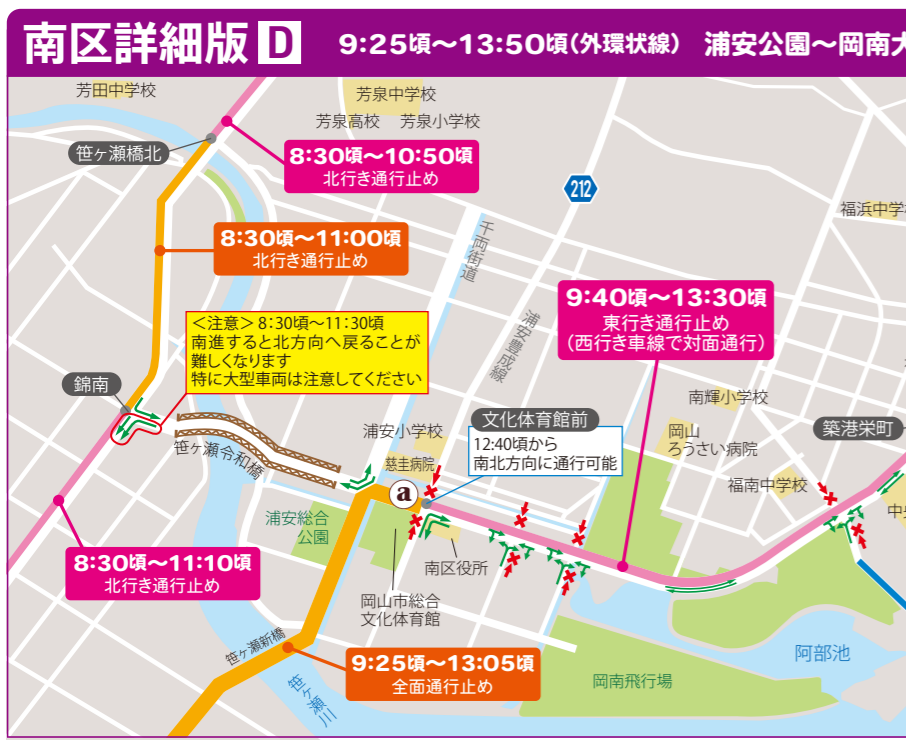 南区詳細版 D
9:25頃～13:50頃(外環状線) 浦安公園～岡南大
芳田中学校
芳泉中学校
芳泉高校 芳泉小学校
笹ヶ瀬橋北
8:30頃～10:50頃
北行き通行止め
212
福浜中学校
8:30頃～11:00頃
北行き通行止め
千両街道
9:40頃～13:30頃
東行き通行止め
(西行き車線で対面通行)
＜注意＞8:30頃～11:30頃
南進すると北方向へ戻ることが
難しくなります
特に大型車両は注意してください
浦安豊成線
錦南
南輝小学校
文化体育館前
12:40頃から
南北方向に通行可能
浦安小学校
岡山
ろうさい病院
築港栄町
笹ヶ瀬令和橋
慈圭病院
福南中学校
a
中央
浦安総合
公園
南区役所
8:30頃～11:10頃
北行き通行止め
岡山市総合
文化体育館
笹ヶ瀬新橋
9:25頃～13:05頃
全面通行止め
笹ヶ瀬川
岡南飛行場
阿部池